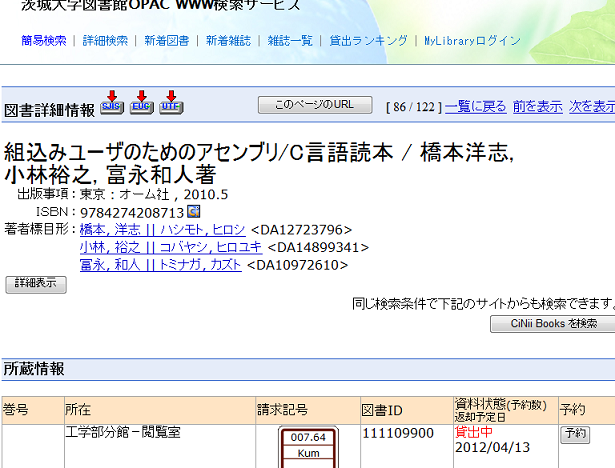 茨城大学図書館OPAC WWW検索サービス
簡易検索 | 詳細検索 | 新着図書 | 新着雑誌 | 雑誌一覧 | 貸出ランキング | MyLibraryログイン
図書詳細情報 SJIS EUC UTF このページのURL [ 86 / 122 ] 一覧に戻る 前を表示 次を表示
組込みユーザのためのアセンブリ/C言語読本 / 橋本洋志,
小林裕之, 富永和人著
出版事項：東京 : オーム社 , 2010.5
ISBN：9784274208713
著者標目形：橋本, 洋志 || ハシモト, ヒロシ <DA12723796>
小林, 裕之 || コバヤシ, ヒロユキ <DA14899341>
富永, 和人 || トミナガ, カズト <DA10972610>
詳細表示
同じ検索条件で下記のサイトからも検索できます。
CiNii Books を検索
所蔵情報
巻号 所在 請求記号 図書ID 資料状態(予約数) 予約
返却予定日
工学部分館－閲覧室 007.64 111109900 貸出中 予約
Kum 2012/04/13